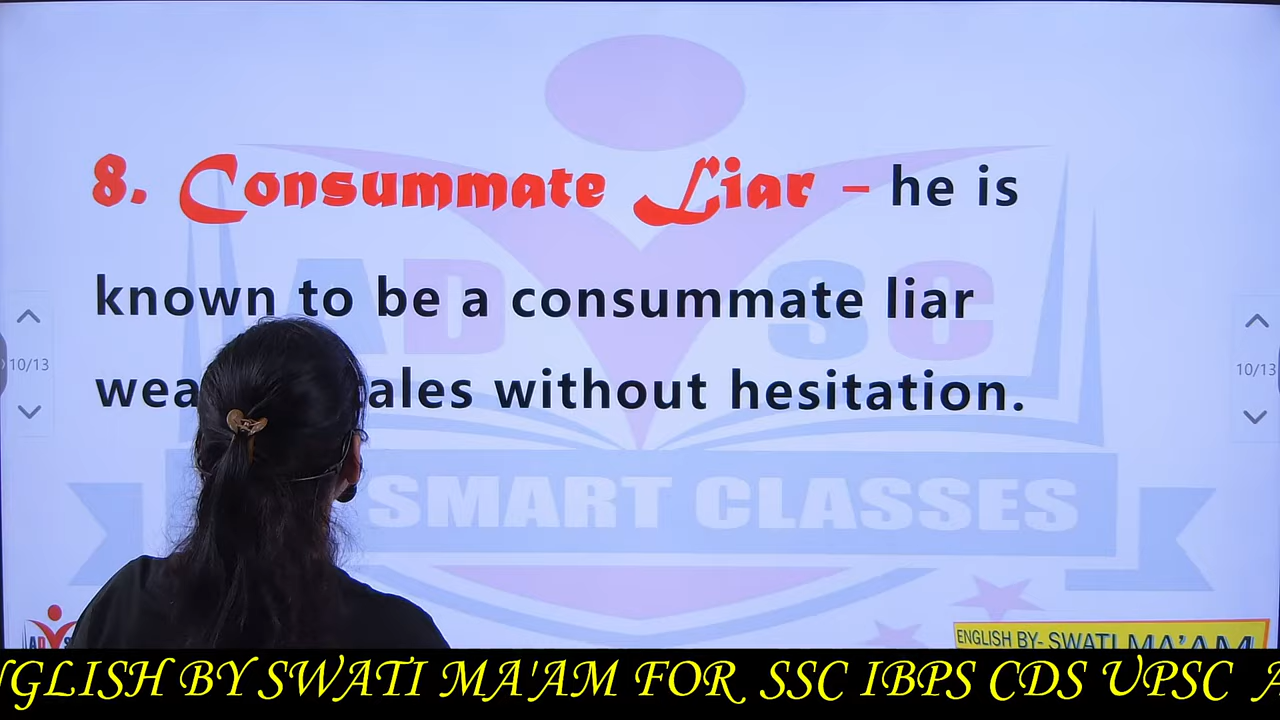 8. Consummate Liar – he is
known to be a consummate liar
wea ales without hesitation.
10/13
10/13
ADSC
SMART CLASSES
ENGLISH BY- SWATI MA'AM
NGLISH BY SWATI MA'AM FOR SSC IBPS CDS UPSC A